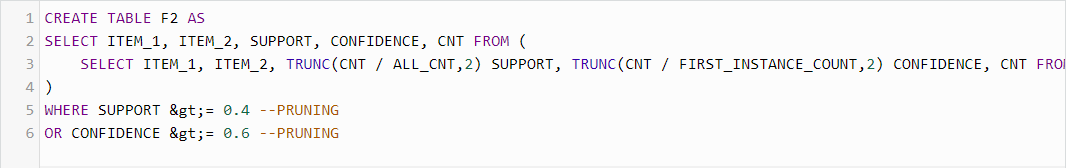 1 CREATE TABLE F2 AS
2 SELECT ITEM_1, ITEM_2, SUPPORT, CONFIDENCE, CNT FROM (
3 SELECT ITEM_1, ITEM_2, TRUNC(CNT / ALL_CNT,2) SUPPORT, TRUNC(CNT / FIRST_INSTANCE_COUNT,2) CONFIDENCE, CNT FRO
4 )
5 WHERE SUPPORT &gt;= 0.4 --PRUNING
6 OR CONFIDENCE &gt;= 0.6 --PRUNING